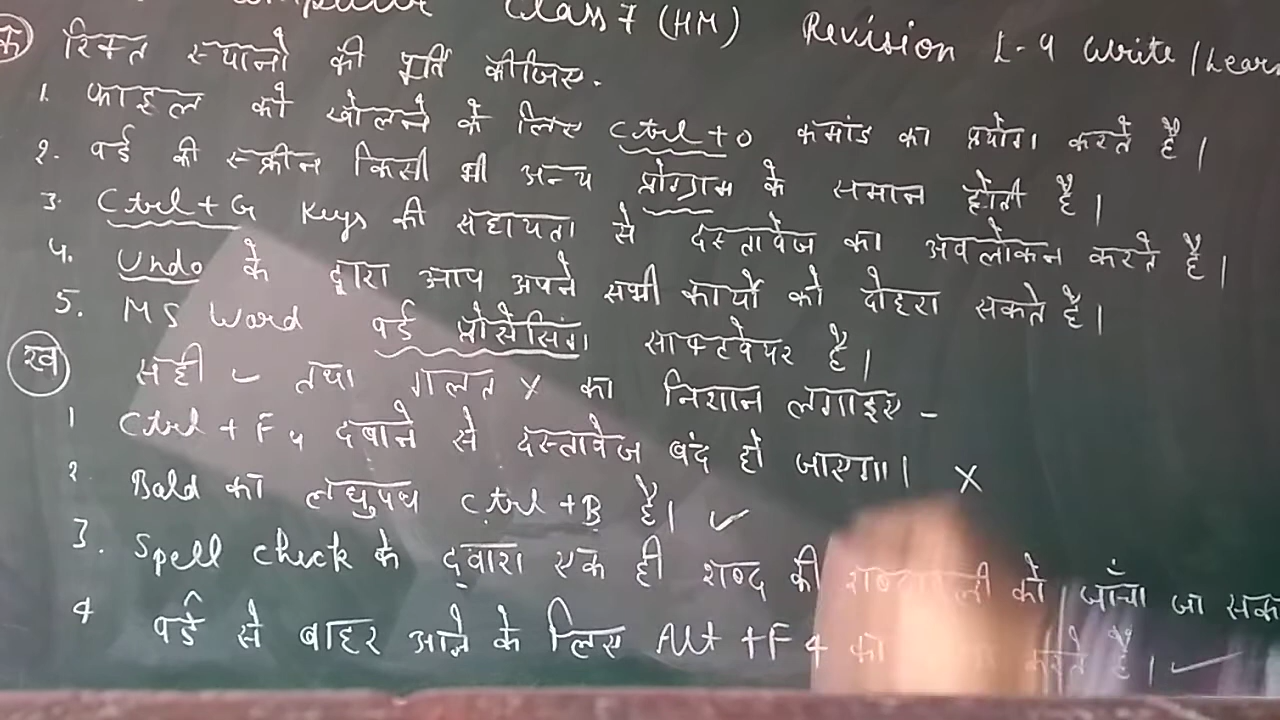 Class 7 (HM) Revision L-4 Write / Learn
क रिक्त स्थानो की पूर्ति कीजिए -
1. फाइल को खोलने के लिए Ctrl+O कमांड का प्रयोग करते है।
2. वर्ड की स्क्रीन किसी भी अन्य प्रोग्राम के समान होती है।
3. Ctrl+G Keys की सहायता से दस्तावेज का अवलोकन करते है।
4. Undo के द्वारा आप अपने सभी कार्यो को दोहरा सकते है।
5. MS Word वर्ड प्रोसेसिंग साफ्टवेयर है।
ख सही ✓ तथा गलत X का निशान लगाइए -
1 Ctrl + F4 दबाने से दस्तावेज बंद हो जाएगा। X
2. Bold का लघुपथ Ctrl+B है। ✓
3. Spell check के द्वारा एक ही शब्द की को जाँचा जा
4 वर्ड से बाहर आने के लिए Alt + F4 का करते है। ✓